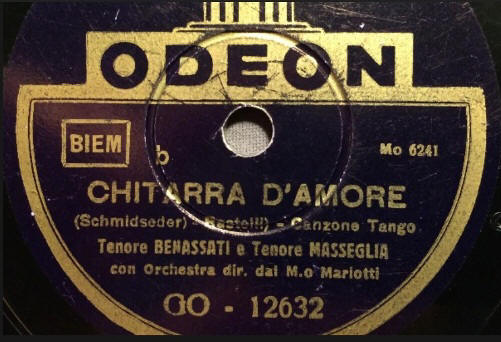 ODEON
BIEM
b
Mo 6241
CHITARRA D'AMORE
(Schmidseder) - Rastelli) - Canzone Tango
Tenore BENASSATI e Tenore MASSEGLIA
con Orchestra dir. dal M.o Mariotti
GO - 12632